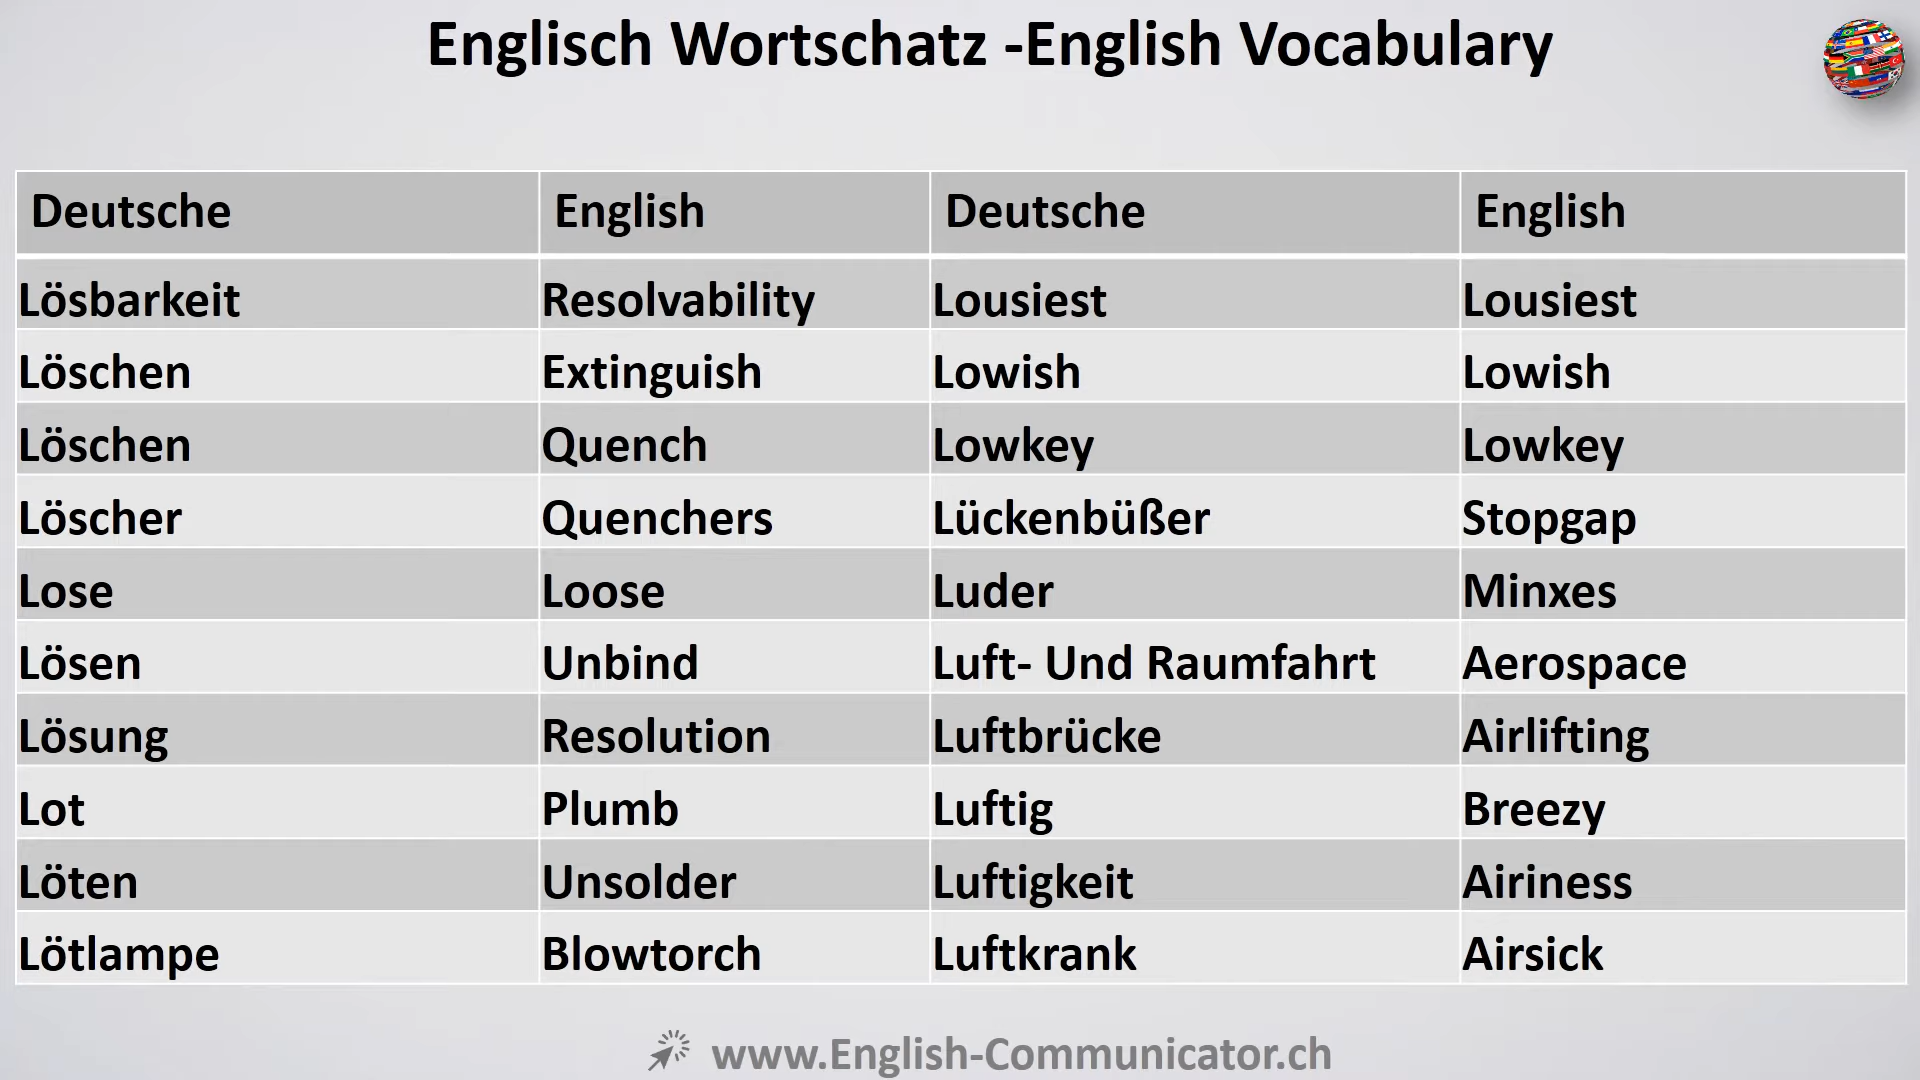 Englisch Wortschatz -English Vocabulary
Deutsche English Deutsche English
Lösbarkeit Resolvability Lousiest Lousiest
Löschen Extinguish Lowish Lowish
Löschen Quench Lowkey Lowkey
Löscher Quenchers Lückenbüßer Stopgap
Lose Loose Luder Minxes
Lösen Unbind Luft- Und Raumfahrt Aerospace
Lösung Resolution Luftbrücke Airlifting
Lot Plumb Luftig Breezy
Löten Unsolder Luftigkeit Airiness
Lötlampe Blowtorch Luftkrank Airsick
www.English-Communicator.ch